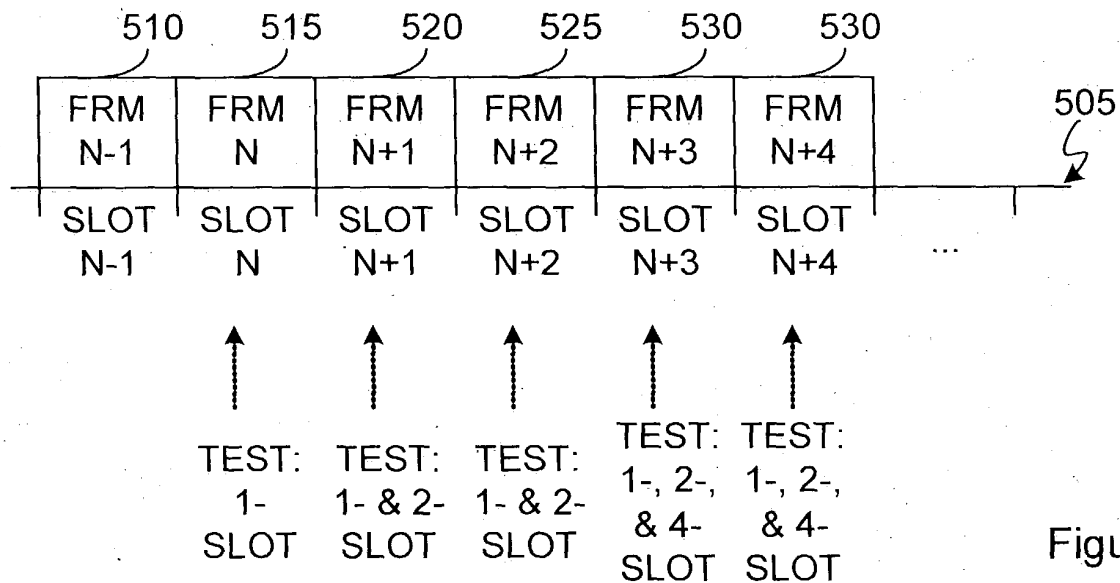 510 515 520 525 530 530
FRM FRM FRM FRM FRM FRM
N-1 N N+1 N+2 N+3 N+4
505
SLOT SLOT SLOT SLOT SLOT SLOT
N-1 N N+1 N+2 N+3 N+4 ...
TEST: TEST: TEST: TEST: TEST:
1- 1- & 2- 1- & 2- 1-, 2-, 1-, 2-,
SLOT SLOT SLOT & 4- & 4-
SLOT SLOT
Figu